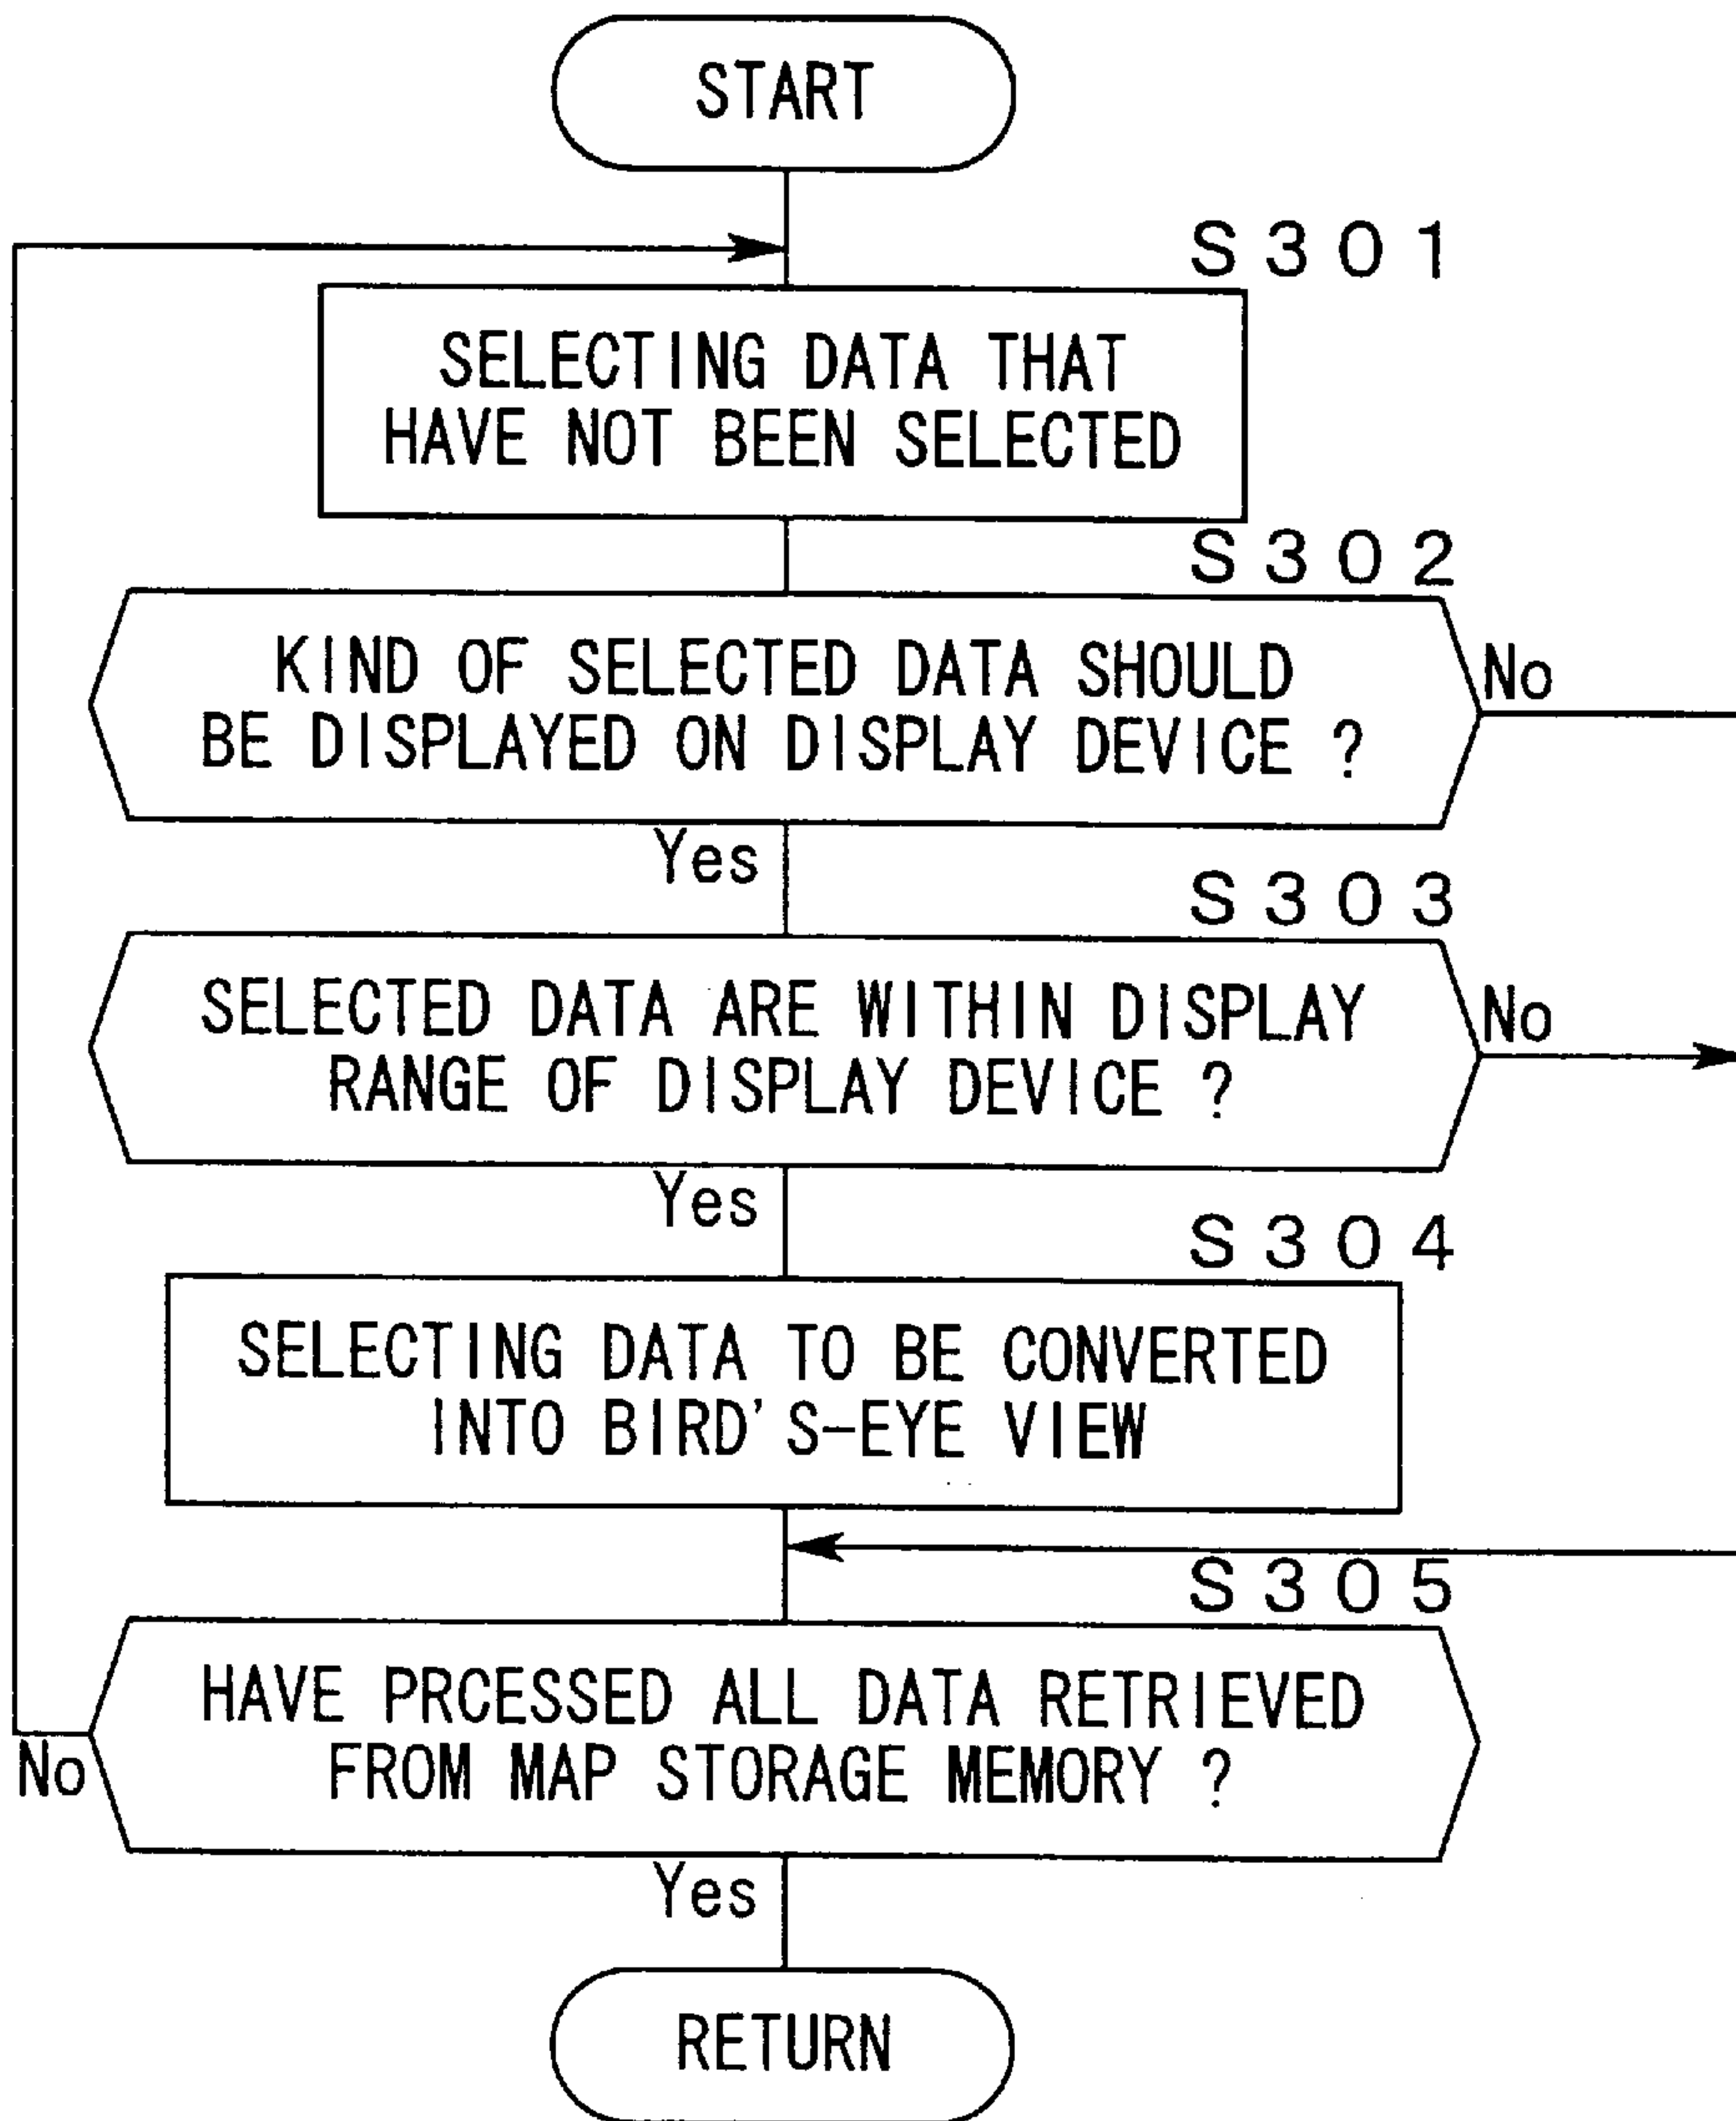 START
S301
SELECTING DATA THAT
HAVE NOT BEEN SELECTED
S302
KIND OF SELECTED DATA SHOULD
BE DISPLAYED ON DISPLAY DEVICE ?
No
Yes
S303
SELECTED DATA ARE WITHIN DISPLAY
RANGE OF DISPLAY DEVICE ?
No
Yes
S304
SELECTING DATA TO BE CONVERTED
INTO BIRD'S-EYE VIEW
S305
HAVE PRCESSED ALL DATA RETRIEVED
FROM MAP STORAGE MEMORY ?
No
Yes
RETURN